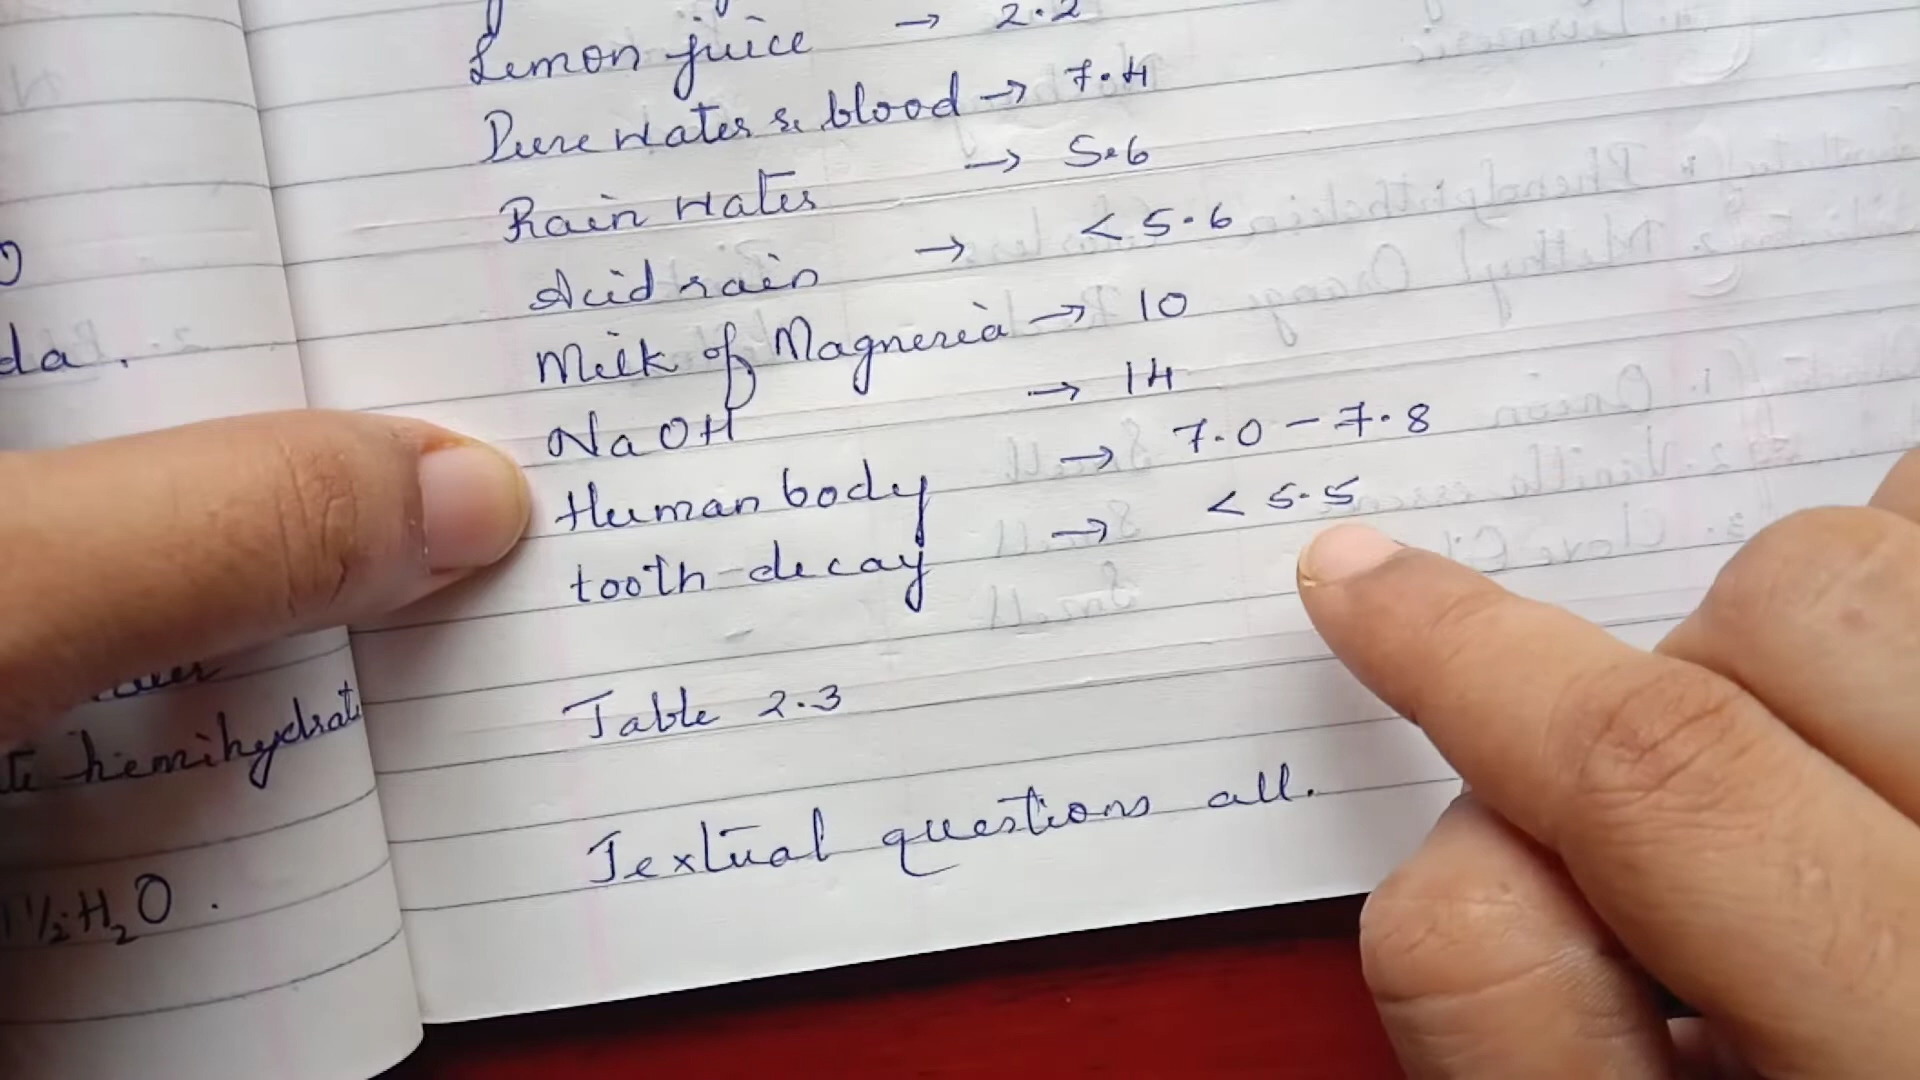 Lemon juice → 2.2
Pure water & blood → 7.4
Rain water → 5.6
Acid rain → < 5.6
Milk of Magnesia → 10
NaOH → 14
Human body → 7.0 - 7.8
tooth decay → < 5.5
Table 2.3
Textual questions all.
da.
hemihydrate
1½ H₂O.